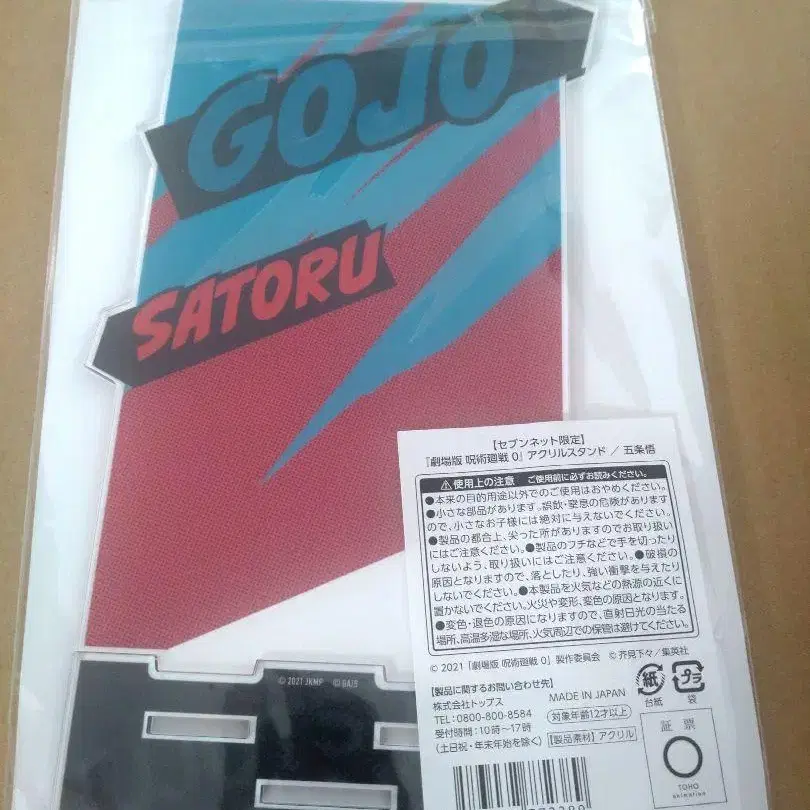 GOJO
SATORU
【セブンネット限定】
『劇場版 呪術廻戦 0』アクリルスタンド ／ 五条悟
⚠使用上の注意 ご使用前に必ずお読みください。
●本来の目的用途以外でのご使用はおやめください。
●小さな部品があります。誤飲・窒息の危険があります
ので、小さなお子様には絶対に与えないでください。
●製品の都合上、尖った所がありますのでお取り扱い
にはご注意ください。●製品のフチなどで手を切ったり
しないよう、取り扱いにはご注意ください。●破損の
原因となりますので、落としたり、強い衝撃を与えたり
しないでください。●本製品を火気などの熱源の近くに
置かないでください。火災や変形、変色の原因となります。
●変色・退色の原因になりますので、直射日光の当たる
場所、高温多湿な場所、火気周辺での保管は避けてください。
© 2021 「劇場版 呪術廻戦 0」製作委員会 © 芥見下々／集英社
【製品に関するお問い合わせ先】
株式会社トップス
TEL：0800-800-8584
受付時間：10時～17時
(土日祝・年末年始を除く)
MADE IN JAPAN
対象年齢12才以上
【製品素材】アクリル
紙
台紙
プラ
袋
証票
TOHO
animation
© 2021 JKMP